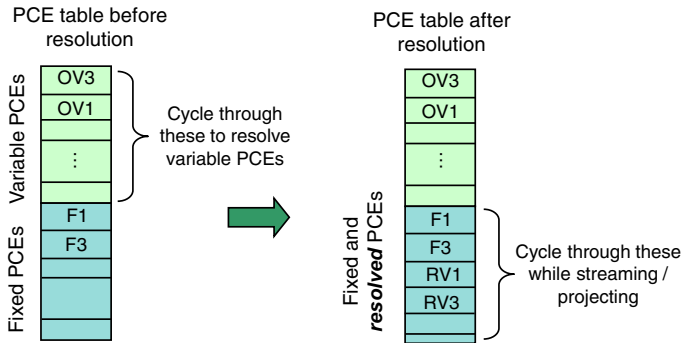 PCE table before
resolution
Variable PCEs
Fixed PCEs
OV3
OV1
⋮
F1
F3
Cycle through
these to resolve
variable PCEs
PCE table after
resolution
Fixed and
resolved PCEs
OV3
OV1
⋮
F1
F3
RV1
RV3
Cycle through these
while streaming /
projecting